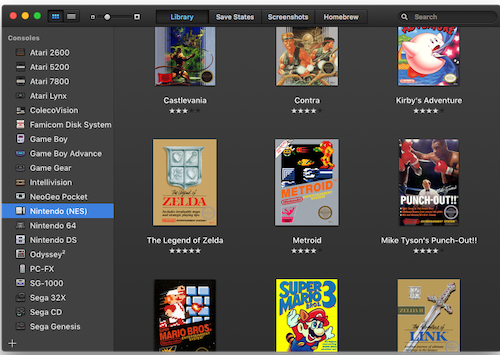 Library
Save States
Screenshots
Homebrew
Search
Consoles
Atari 2600
Atari 5200
Atari 7800
Atari Lynx
ColecoVision
Famicom Disk System
Game Boy
Game Boy Advance
Game Gear
Intellivision
NeoGeo Pocket
Nintendo (NES)
Nintendo 64
Nintendo DS
Odyssey²
PC-FX
SG-1000
Sega 32X
Sega CD
Sega Genesis
Castlevania
★★★
Contra
★★★★
Kirby's Adventure
★★★★
ZELDA
METROID
PUNCH-OUT!!
The Legend of Zelda
★★★★★
Metroid
★★★★★
Mike Tyson's Punch-Out!!
★★★★★
MARIO BROS.
SUPER
MARIO
BROS.
3
ZELDA II
LINK